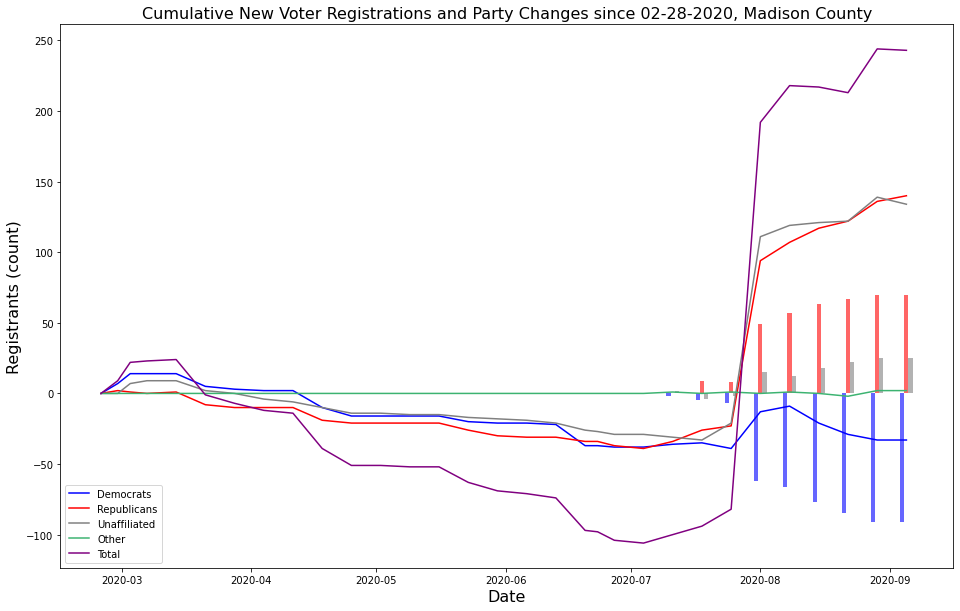 Cumulative New Voter Registrations and Party Changes since 02-28-2020, Madison County
Registrants (count)
250
200
150
100
50
0
−50
−100
Democrats
Republicans
Unaffiliated
Other
Total
2020-03
2020-04
2020-05
2020-06
2020-07
2020-08
2020-09
Date